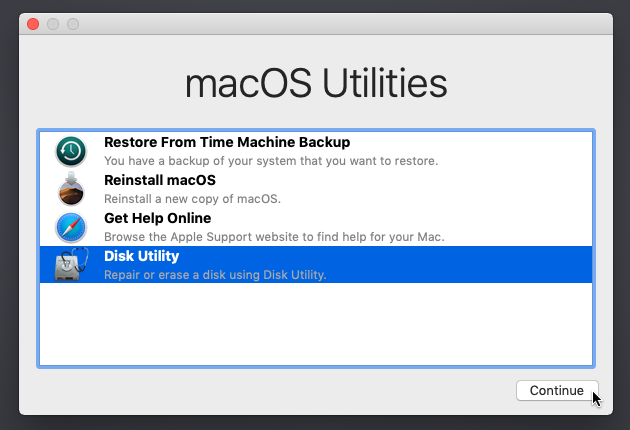 macOS Utilities
Restore From Time Machine Backup
You have a backup of your system that you want to restore.
Reinstall macOS
Reinstall a new copy of macOS.
Get Help Online
Browse the Apple Support website to find help for your Mac.
Disk Utility
Repair or erase a disk using Disk Utility.
Continue